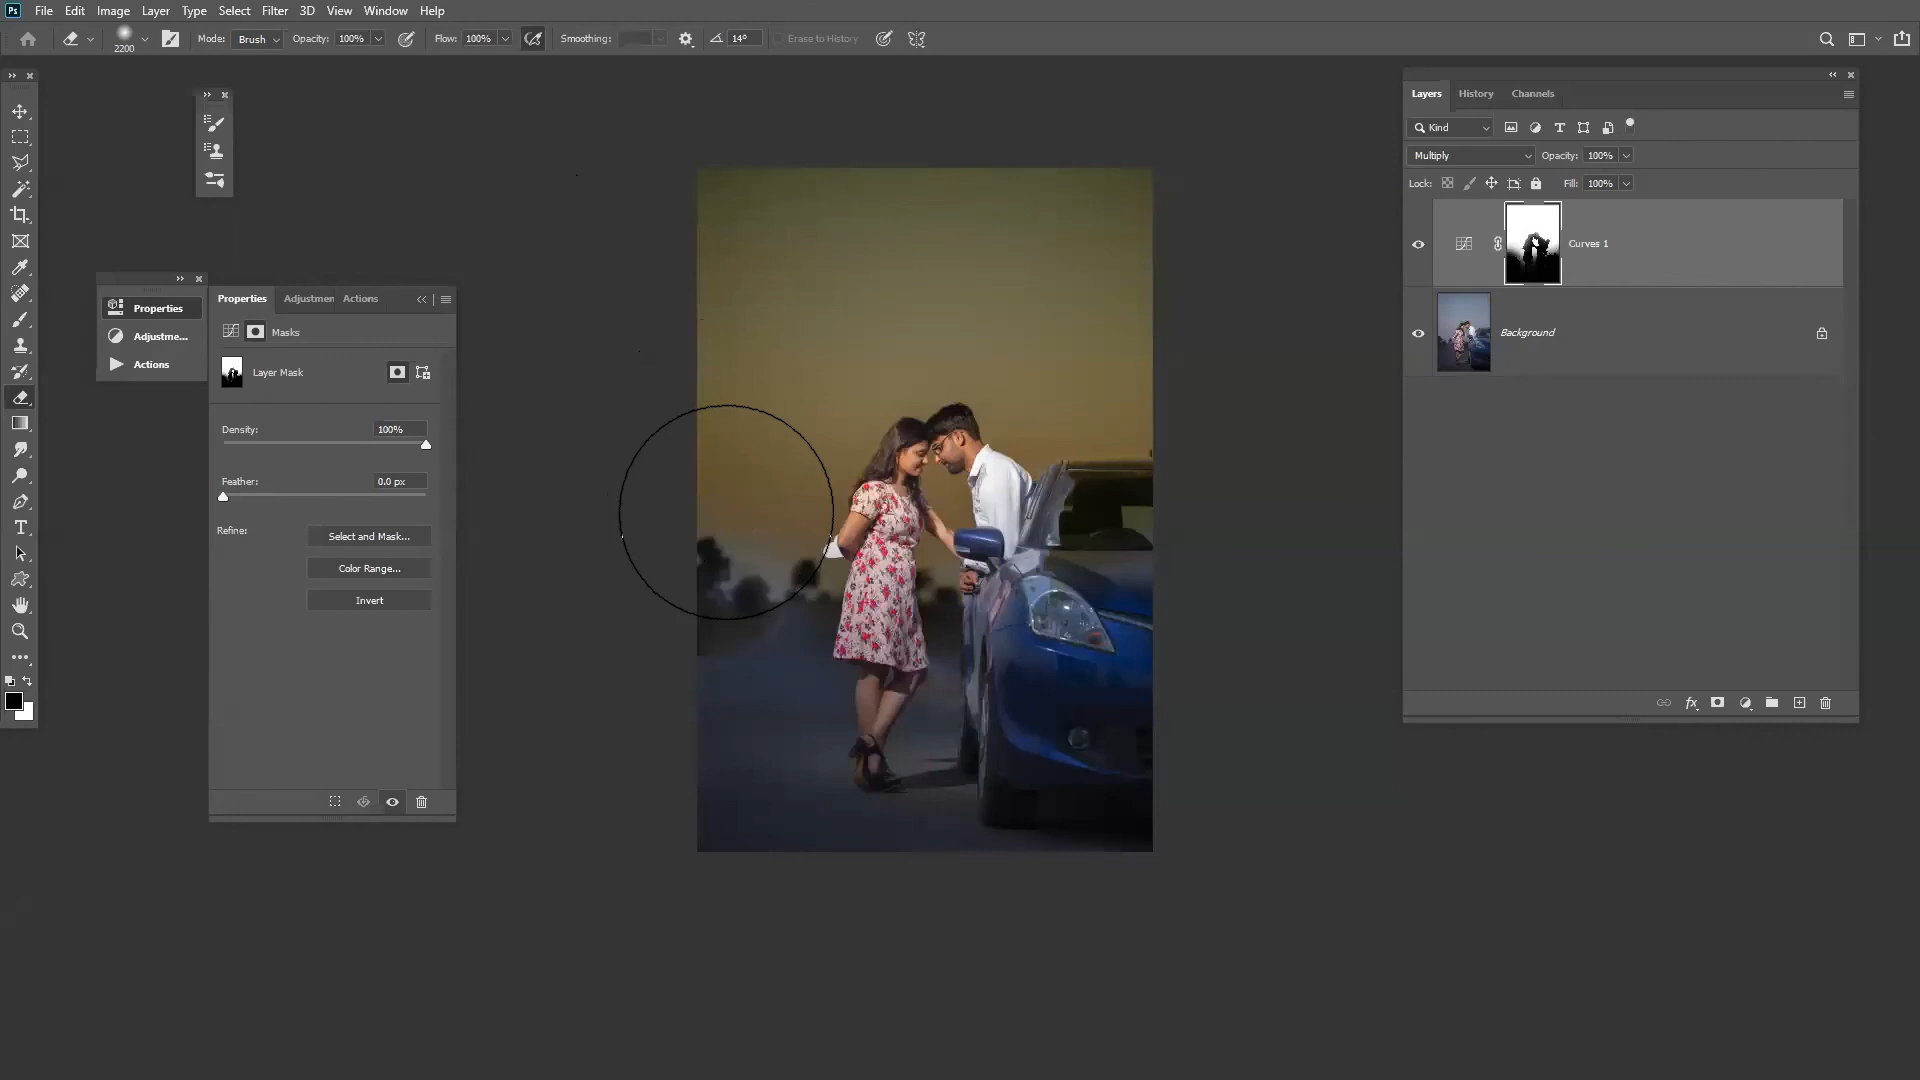 Ps File Edit Image Layer Type Select Filter 3D View Window Help
2200 Mode: Brush Opacity: 100% Flow: 100% Smoothing: 14° Erase to History
Layers History Channels
Kind
Multiply Opacity: 100%
Lock: Fill: 100%
Curves 1
Background
Properties
Adjustme...
Actions
Properties Adjustmen Actions
Masks
Layer Mask
Density: 100%
Feather: 0.0 px
Refine: Select and Mask...
Color Range...
Invert
T
fx